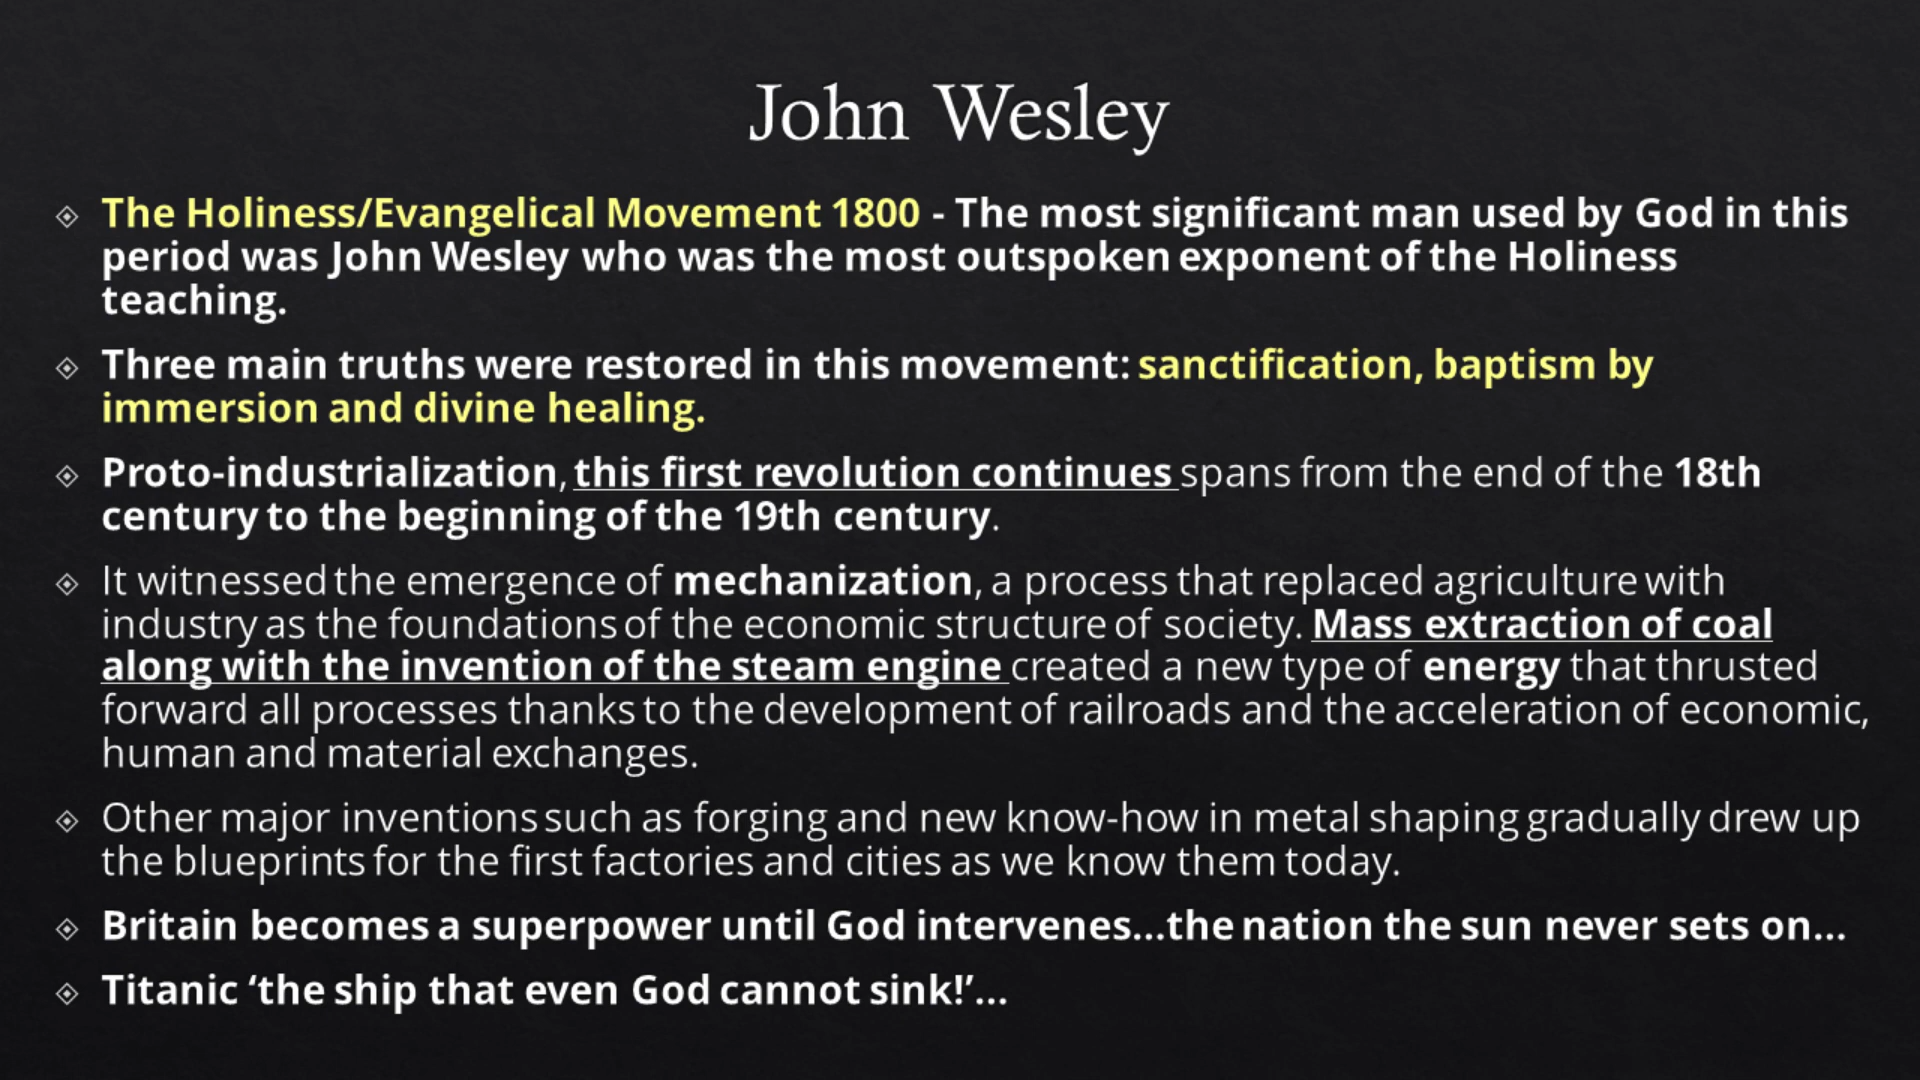 John Wesley
The Holiness/Evangelical Movement 1800 - The most significant man used by God in this
period was John Wesley who was the most outspoken exponent of the Holiness
teaching.
Three main truths were restored in this movement: sanctification, baptism by
immersion and divine healing.
Proto-industrialization, this first revolution continues spans from the end of the 18th
century to the beginning of the 19th century.
It witnessed the emergence of mechanization, a process that replaced agriculture with
industry as the foundations of the economic structure of society. Mass extraction of coal
along with the invention of the steam engine created a new type of energy that thrusted
forward all processes thanks to the development of railroads and the acceleration of economic,
human and material exchanges.
Other major inventions such as forging and new know-how in metal shaping gradually drew up
the blueprints for the first factories and cities as we know them today.
Britain becomes a superpower until God intervenes...the nation the sun never sets on...
Titanic ‘the ship that even God cannot sink!’...